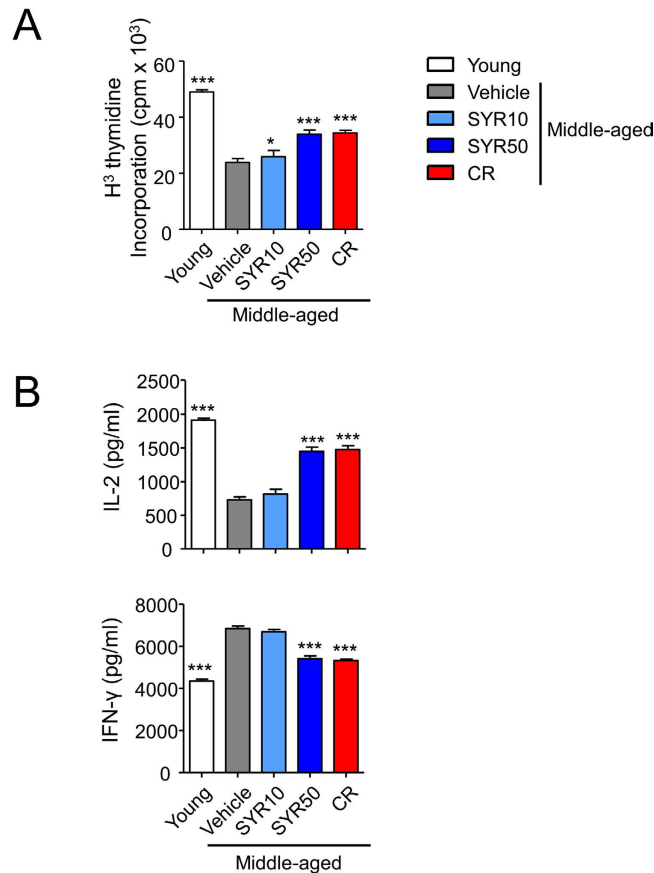 A
H³ thymidine
Incorporation (cpm x 10³)
60
40
20
0
***
*
***
***
Young
Vehicle
SYR10
SYR50
CR
Middle-aged
Young
Vehicle
SYR10
SYR50
CR
Middle-aged
B
IL-2 (pg/ml)
2500
2000
1500
1000
500
0
***
***
***
IFN-γ (pg/ml)
8000
6000
4000
2000
0
***
***
***
Young
Vehicle
SYR10
SYR50
CR
Middle-aged